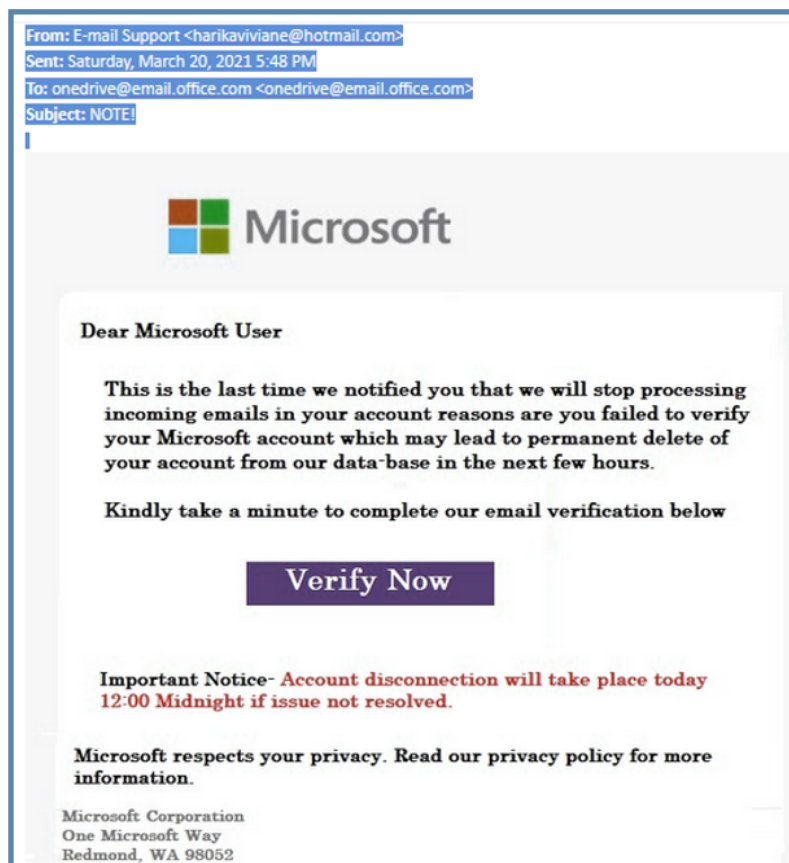 From: E-mail Support <harikaviviane@hotmail.com>
Sent: Saturday, March 20, 2021 5:48 PM
To: onedrive@email.office.com <onedrive@email.office.com>
Subject: NOTE!
Microsoft
Dear Microsoft User
This is the last time we notified you that we will stop processing
incoming emails in your account reasons are you failed to verify
your Microsoft account which may lead to permanent delete of
your account from our data-base in the next few hours.
Kindly take a minute to complete our email verification below
Verify Now
Important Notice- Account disconnection will take place today
12:00 Midnight if issue not resolved.
Microsoft respects your privacy. Read our privacy policy for more
information.
Microsoft Corporation
One Microsoft Way
Redmond, WA 98052